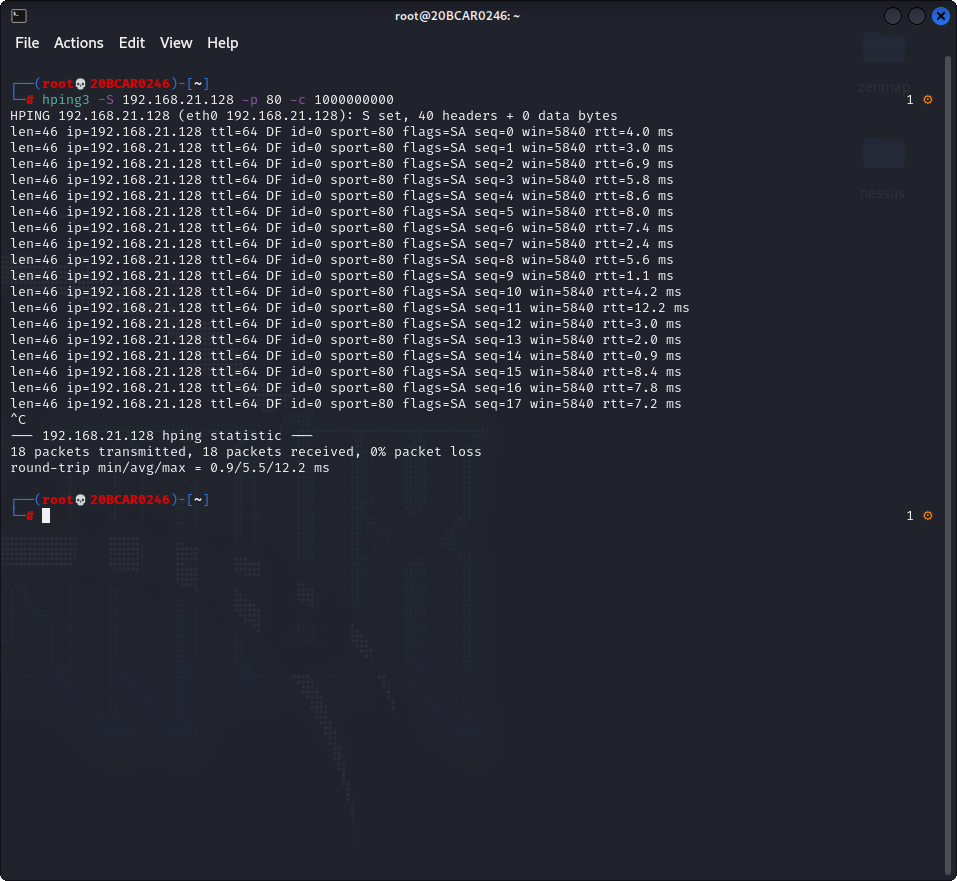 root@20BCAR0246: ~
File Actions Edit View Help
zenmap
┌──(root💀20BCAR0246)-[~]
└─# hping3 -S 192.168.21.128 -p 80 -c 1000000000 1 ⚙
HPING 192.168.21.128 (eth0 192.168.21.128): S set, 40 headers + 0 data bytes
len=46 ip=192.168.21.128 ttl=64 DF id=0 sport=80 flags=SA seq=0 win=5840 rtt=4.0 ms
len=46 ip=192.168.21.128 ttl=64 DF id=0 sport=80 flags=SA seq=1 win=5840 rtt=3.0 ms
len=46 ip=192.168.21.128 ttl=64 DF id=0 sport=80 flags=SA seq=2 win=5840 rtt=6.9 ms
len=46 ip=192.168.21.128 ttl=64 DF id=0 sport=80 flags=SA seq=3 win=5840 rtt=5.8 ms
len=46 ip=192.168.21.128 ttl=64 DF id=0 sport=80 flags=SA seq=4 win=5840 rtt=8.6 ms
len=46 ip=192.168.21.128 ttl=64 DF id=0 sport=80 flags=SA seq=5 win=5840 rtt=8.0 ms
len=46 ip=192.168.21.128 ttl=64 DF id=0 sport=80 flags=SA seq=6 win=5840 rtt=7.4 ms
len=46 ip=192.168.21.128 ttl=64 DF id=0 sport=80 flags=SA seq=7 win=5840 rtt=2.4 ms
len=46 ip=192.168.21.128 ttl=64 DF id=0 sport=80 flags=SA seq=8 win=5840 rtt=5.6 ms
len=46 ip=192.168.21.128 ttl=64 DF id=0 sport=80 flags=SA seq=9 win=5840 rtt=1.1 ms
len=46 ip=192.168.21.128 ttl=64 DF id=0 sport=80 flags=SA seq=10 win=5840 rtt=4.2 ms
len=46 ip=192.168.21.128 ttl=64 DF id=0 sport=80 flags=SA seq=11 win=5840 rtt=12.2 ms
len=46 ip=192.168.21.128 ttl=64 DF id=0 sport=80 flags=SA seq=12 win=5840 rtt=3.0 ms
len=46 ip=192.168.21.128 ttl=64 DF id=0 sport=80 flags=SA seq=13 win=5840 rtt=2.0 ms
len=46 ip=192.168.21.128 ttl=64 DF id=0 sport=80 flags=SA seq=14 win=5840 rtt=0.9 ms
len=46 ip=192.168.21.128 ttl=64 DF id=0 sport=80 flags=SA seq=15 win=5840 rtt=8.4 ms
len=46 ip=192.168.21.128 ttl=64 DF id=0 sport=80 flags=SA seq=16 win=5840 rtt=7.8 ms
len=46 ip=192.168.21.128 ttl=64 DF id=0 sport=80 flags=SA seq=17 win=5840 rtt=7.2 ms
^C
nessus
--- 192.168.21.128 hping statistic ---
18 packets transmitted, 18 packets received, 0% packet loss
round-trip min/avg/max = 0.9/5.5/12.2 ms
┌──(root💀20BCAR0246)-[~]
└─# 1 ⚙